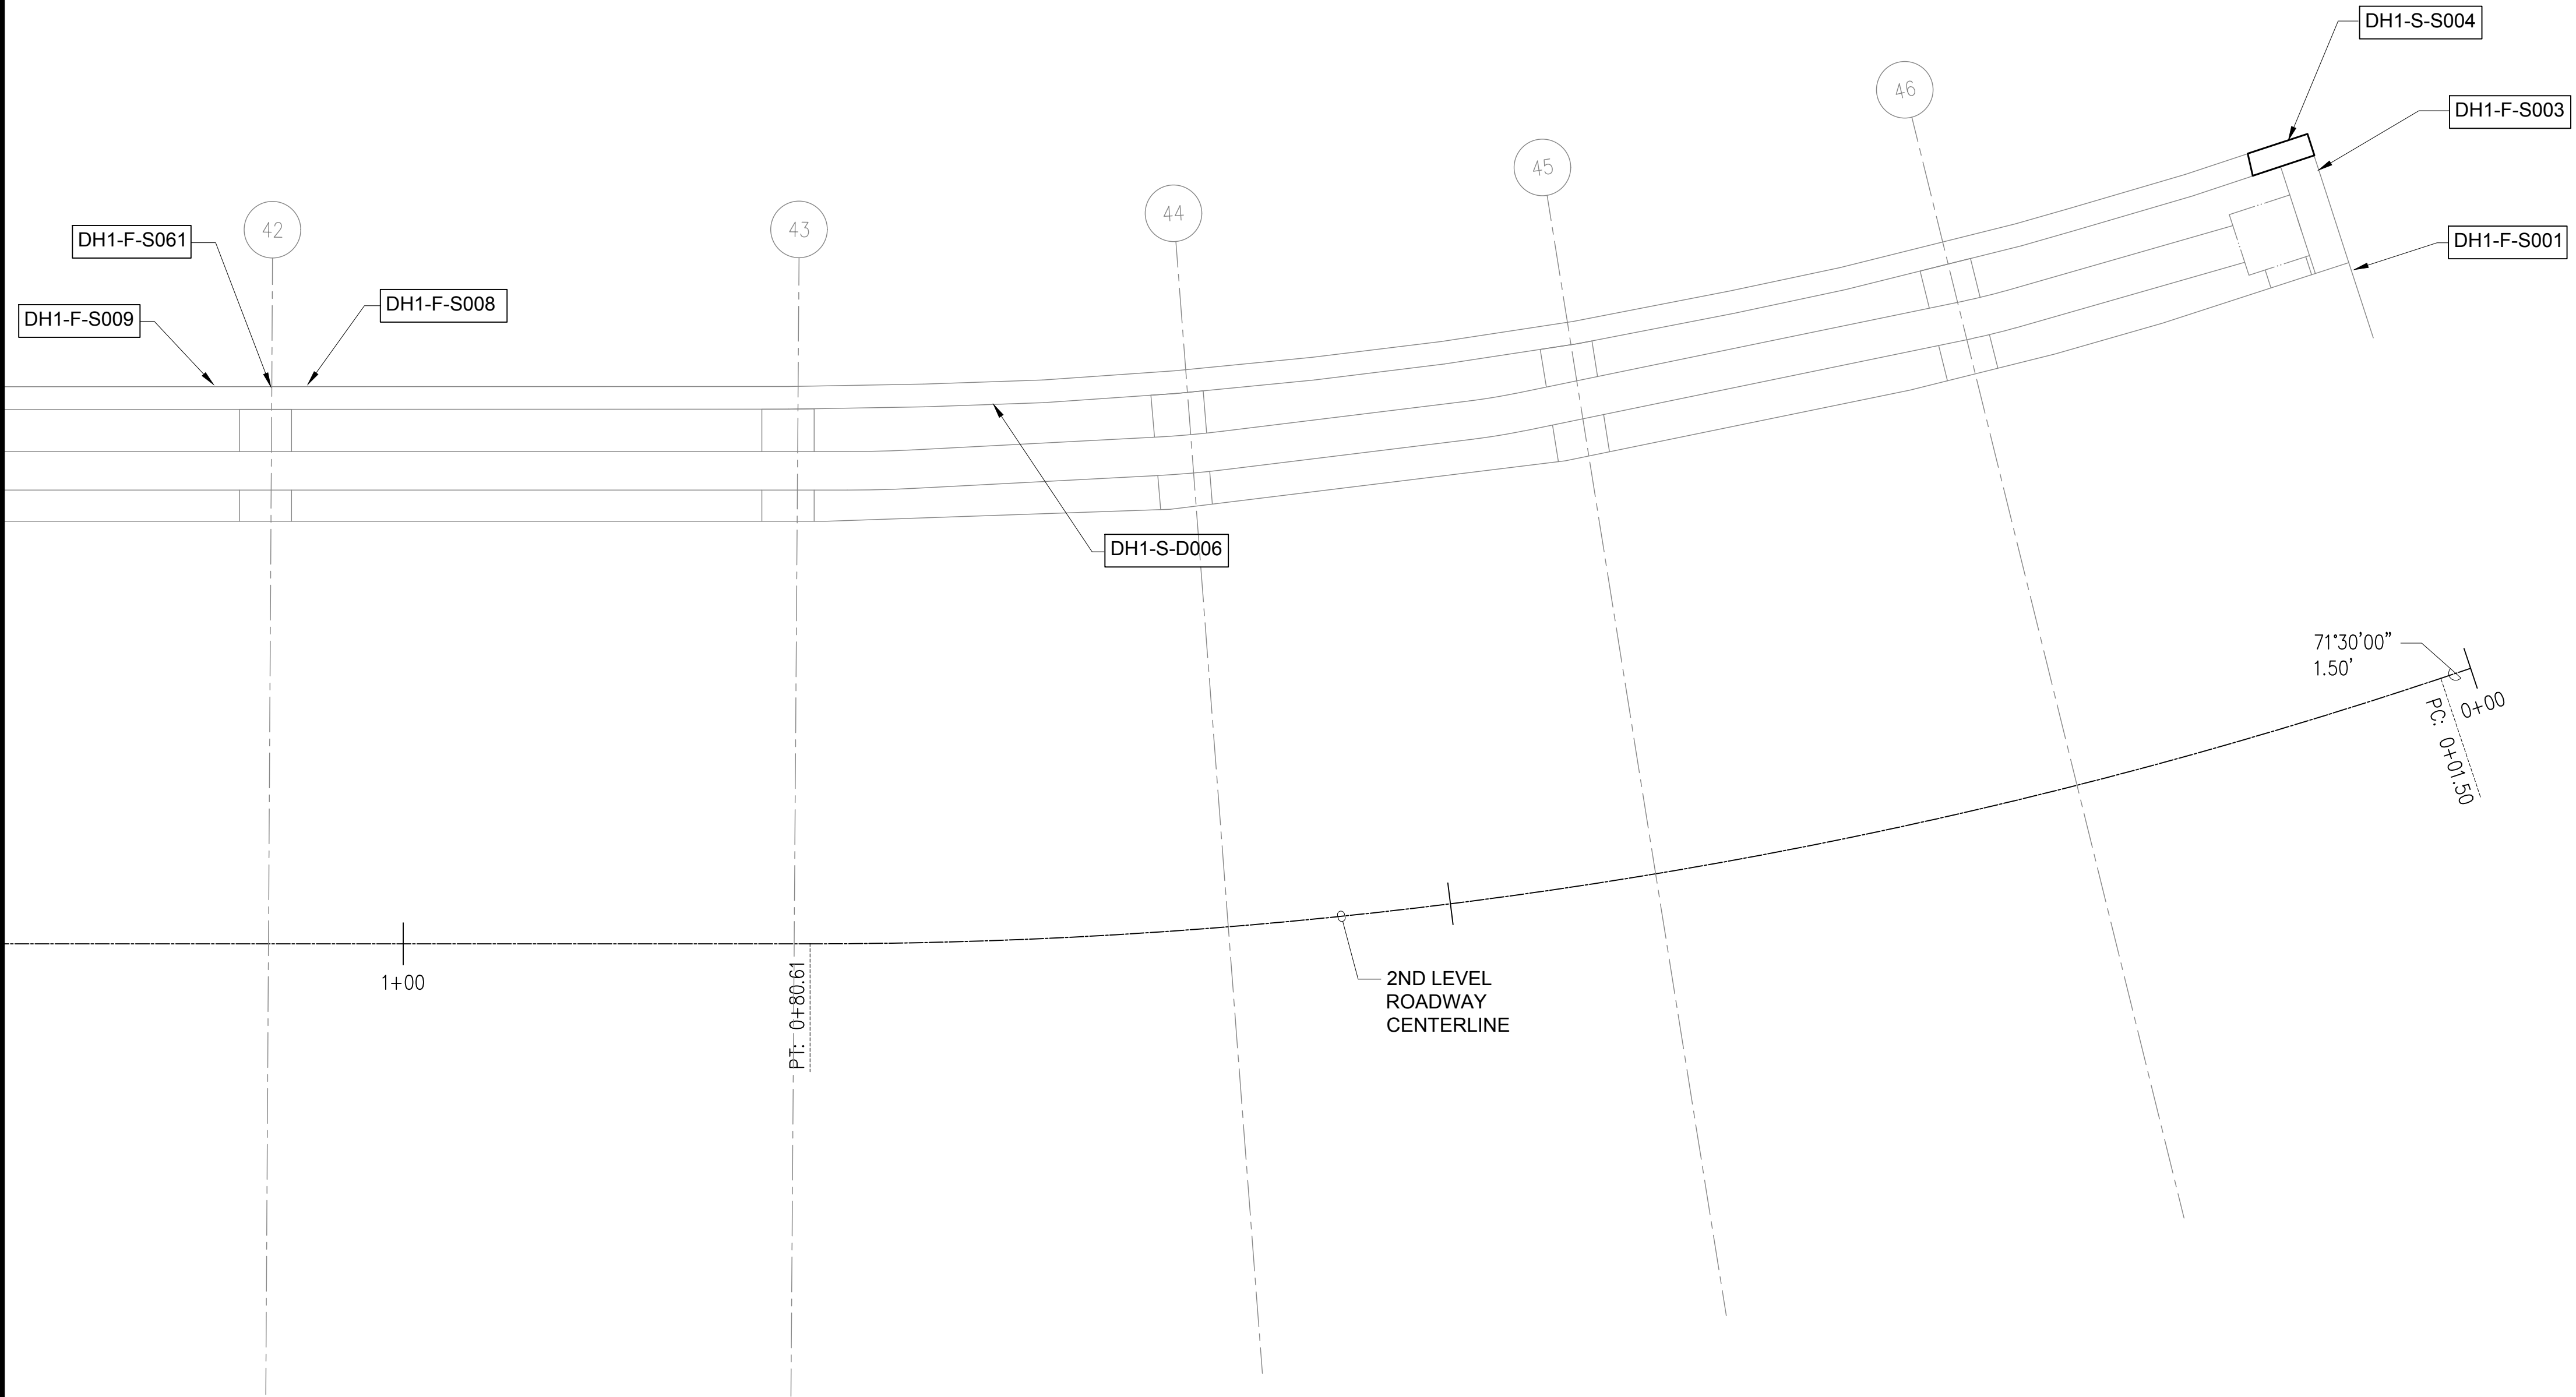 DH1-S-S004
46
DH1-F-S003
45
44
42
43
DH1-F-S061
DH1-F-S001
DH1-F-S008
DH1-F-S009
DH1-S-D006
71°30'00"
1.50'
0+00
PC: 0+01.50
1+00
PT: 0+80.61
2ND LEVEL
ROADWAY
CENTERLINE